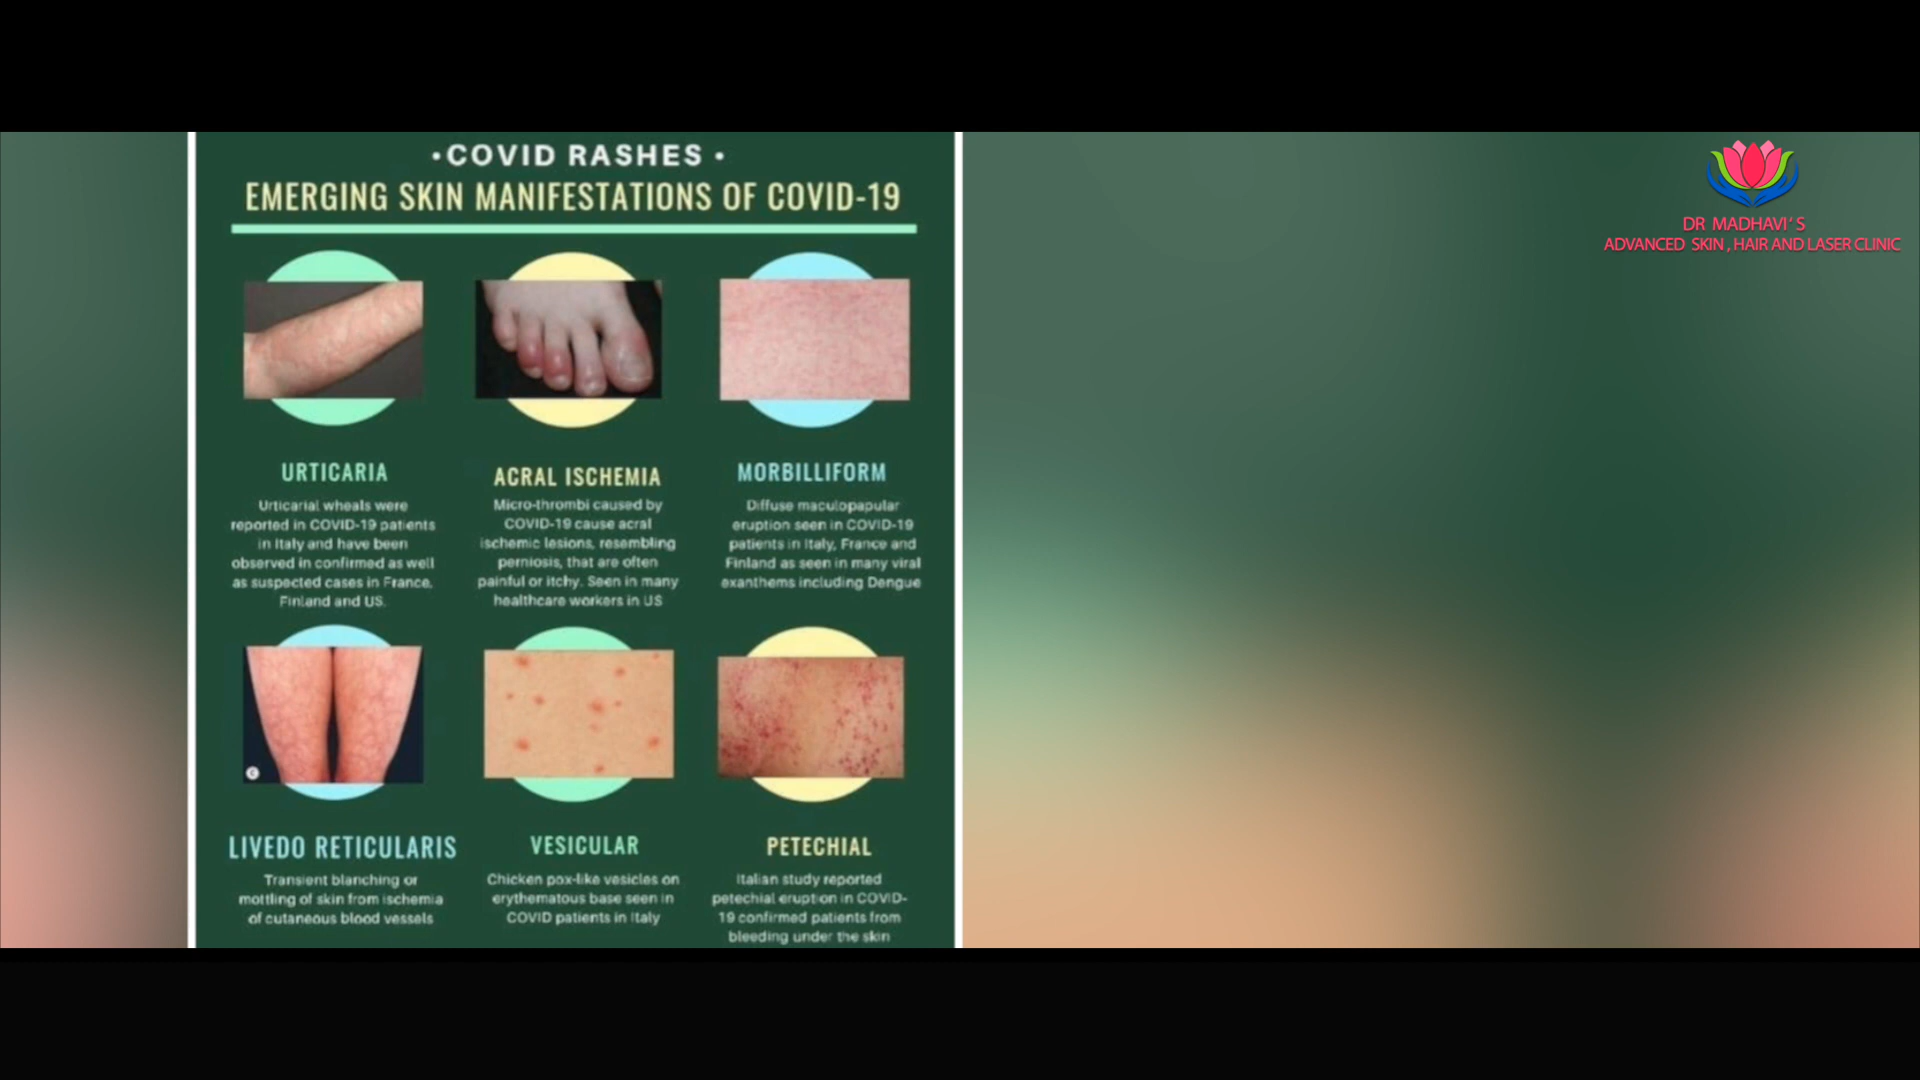 •COVID RASHES •
EMERGING SKIN MANIFESTATIONS OF COVID-19
DR MADHAVI'S
ADVANCED SKIN, HAIR AND LASER CLINIC
URTICARIA
Urticarial wheals were
reported in COVID-19 patients
in Italy and have been
observed in confirmed as well
as suspected cases in France,
Finland and US.
ACRAL ISCHEMIA
Micro-thrombi caused by
COVID-19 cause acral
ischemic lesions, resembling
perniosis, that are often
painful or itchy. Seen in many
healthcare workers in US
MORBILLIFORM
Diffuse maculopapular
eruption seen in COVID-19
patients in Italy, France and
Finland as seen in many viral
exanthems including Dengue
C
LIVEDO RETICULARIS
Transient blanching or
mottling of skin from ischemia
of cutaneous blood vessels
VESICULAR
Chicken pox-like vesicles on
erythematous base seen in
COVID patients in Italy
PETECHIAL
Italian study reported
petechial eruption in COVID-
19 confirmed patients from
bleeding under the skin